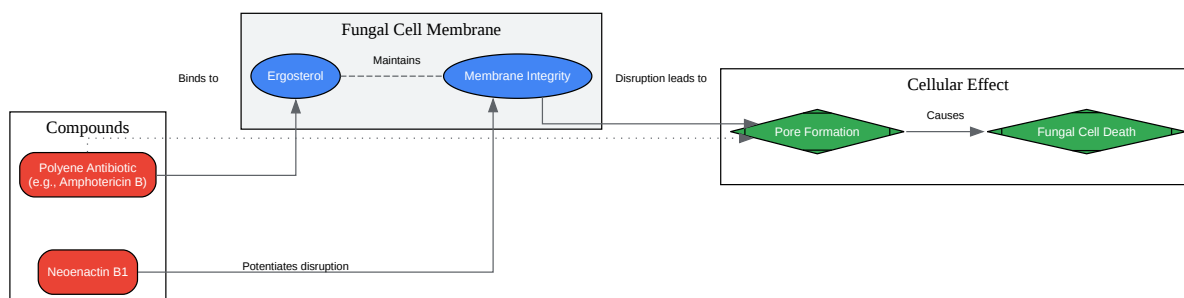 Fungal Cell Membrane
Ergosterol
Maintains
Membrane Integrity
Binds to
Disruption leads to
Cellular Effect
Pore Formation
Causes
Fungal Cell Death
Compounds
Polyene Antibiotic
(e.g., Amphotericin B)
Neoenactin B1
Potentiates disruption